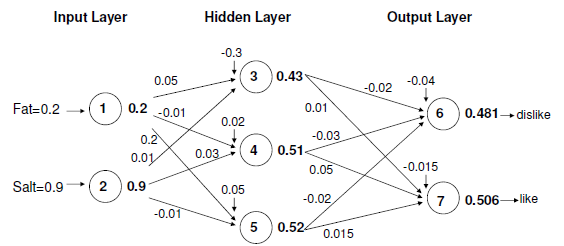 Input Layer Hidden Layer Output Layer
-0.3
0.05 3 0.43 -0.02 -0.04
Fat=0.2 1 0.2 -0.01 0.01 6 0.481 dislike
0.02
0.2 -0.03
0.01 0.03 4 0.51
0.05 -0.015
Salt=0.9 2 0.9 0.05
-0.01 -0.02 7 0.506 like
5 0.52 0.015